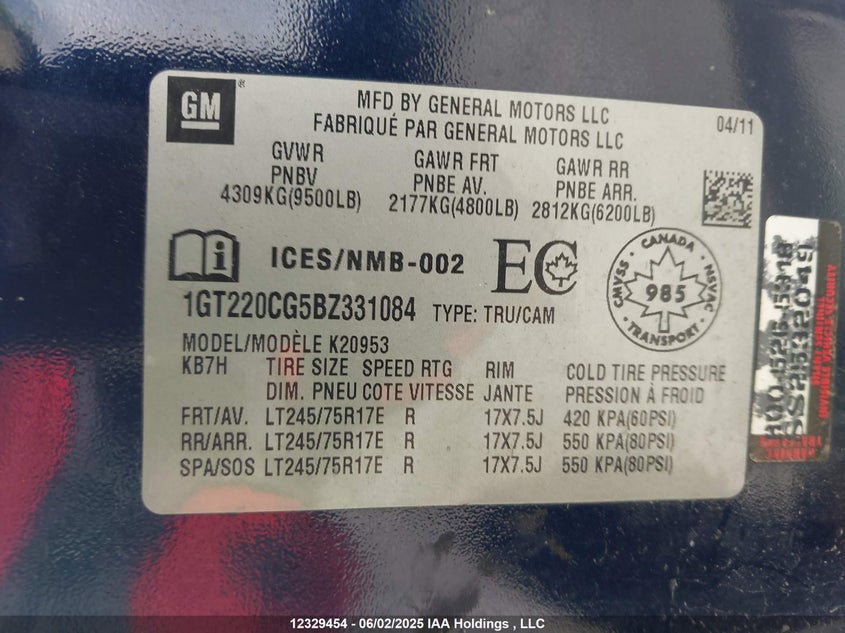 GM
®
MFD BY GENERAL MOTORS LLC
FABRIQUÉ PAR GENERAL MOTORS LLC
04/11
GVWR GAWR FRT GAWR RR
PNBV PNBE AV. PNBE ARR.
4309KG(9500LB) 2177KG(4800LB) 2812KG(6200LB)
i ICES/NMB-002 EC
CANADA
CMVSS NSVAC
985
TRANSPORT
1GT220CG5BZ331084 TYPE: TRU/CAM
MODEL/MODÈLE K20953
KB7H TIRE SIZE SPEED RTG RIM COLD TIRE PRESSURE
DIM. PNEU COTE VITESSE JANTE PRESSION À FROID
FRT/AV. LT245/75R17E R 17X7.5J 420 KPA(60PSI)
RR/ARR. LT245/75R17E R 17X7.5J 550 KPA(80PSI)
SPA/SOS LT245/75R17E R 17X7.5J 550 KPA(80PSI)
SS2532049
12329454 - 06/02/2025 IAA Holdings , LLC